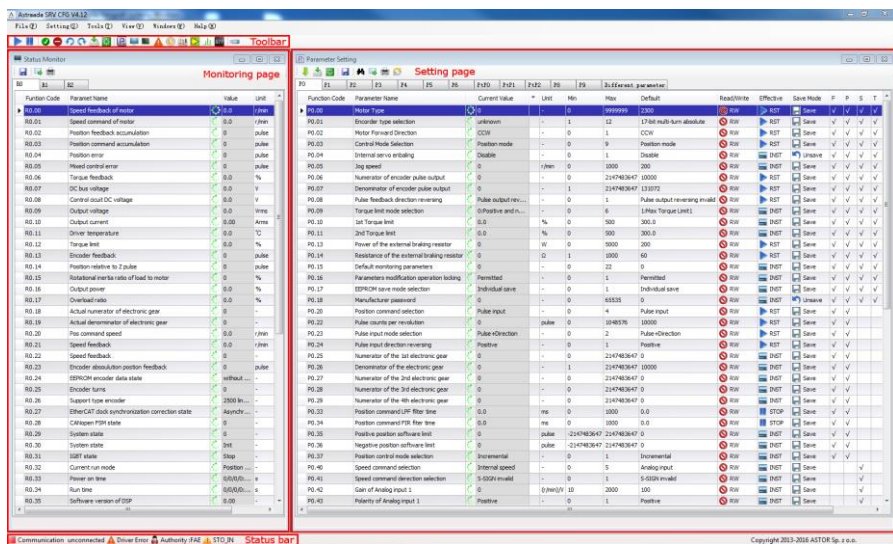 Astraada SRV CFG V4.12
File(F) Setting(S) Tools(T) View(V) Windows(W) Help(H)
Toolbar
Status Monitor
Monitoring page
R0 R1 R2
Funtion Code Paramet Name Value Unit
R0.00 Speed feedback of motor 0.0 r/min
R0.01 Speed command of motor 0.0 r/min
R0.02 Position feedback accumulation 0 pulse
R0.03 Position command accumulation 0 pulse
R0.04 Position error 0 pulse
R0.05 Mixed control error 0 pulse
R0.06 Torque feedback 0.0 %
R0.07 DC bus voltage 0.0 V
R0.08 Control ocuit DC voltage 0.0 V
R0.09 Output voltage 0.0 Vrms
R0.10 Output current 0.00 Arms
R0.11 Driver temperature 0.0 ℃
R0.12 Torque limit 0.0 %
R0.13 Encoder feedback 0 pulse
R0.14 Position relative to Z pulse 0 pulse
R0.15 Rotational inertia ratio of load to motor 0.0 %
R0.16 Output power 0.0 %
R0.17 Overload ratio 0.0 %
R0.18 Actual numerator of electronic gear 0 -
R0.19 Actual denominator of electronic gear 0 -
R0.20 Pos command speed 0.0 r/min
R0.21 Speed feedback 0.0 r/min
R0.22 Speed feedback 0 -
R0.23 Encoder absoulution position feedback 0 pulse
R0.24 EEPROM encoder data state without ... -
R0.25 Encoder turns 0 -
R0.26 Support type encoder 2500 lin... -
R0.27 EtherCAT clock synchronization correction state Asynchr... -
R0.28 CANopen FSM state 0 -
R0.29 System state 0 -
R0.30 System state Init -
R0.31 IGBT state Stop -
R0.32 Current run mode Position ... -
R0.33 Power on time 0/0/0/0:... s
R0.34 Run time 0/0/0/0:... s
R0.35 Software version of DSP 0.00 -
Parameter Setting
Setting page
P0 P1 P2 P3 P4 P5 P6 PtP0 PtP1 PtP2 P8 P9 Different parameter
Function Code Parameter Name Current Value Unit Min Max Default Read/Write Effective Save Mode F P S T
P0.00 Motor Type 0 - 0 9999999 2300 RW RST Save √ √ √ √
P0.01 Encorder type selection unknown - 1 12 17-bit multi-turn absolute RW RST Save √ √ √ √
P0.02 Motor Forward Direction CCW - 0 1 CCW RW RST Save √ √ √ √
P0.03 Control Mode Selection Position mode - 0 9 Position mode RW RST Save √ √ √ √
P0.04 Internal servo enbaling Disable - 0 1 Disable RW INST Unsave √ √ √ √
P0.05 Jog speed 0 r/min 0 1000 200 RW INST Save √ √ √ √
P0.06 Numerator of encoder pulse output 0 - 0 2147483647 10000 RW RST Save √ √ √ √
P0.07 Denominator of encoder pulse output 0 - 1 2147483647 131072 RW RST Save √ √ √ √
P0.08 Pulse feedback direction reversing Pulse output rev... - 0 1 Pulse output reversing invalid RW RST Save √ √ √ √
P0.09 Torque limit mode selection 0:Positive and n... - 0 6 1:Max Torque Limit1 RW INST Save √ √ √ √
P0.10 1st Torque limit 0.0 % 0 500 300.0 RW INST Save √ √ √ √
P0.11 2nd Torque limit 0.0 % 0 500 300.0 RW INST Save √ √ √ √
P0.13 Power of the external braking resistor 0 W 0 5000 200 RW RST Save √ √ √ √
P0.14 Resistance of the external braking resistor 0 Ω 1 1000 60 RW RST Save √ √ √ √
P0.15 Default monitoring parameters 0 - 0 22 0 RW INST Save √ √ √ √
P0.16 Parameters modification operation locking Permitted - 0 1 Permitted RW INST Save √ √ √ √
P0.17 EEPROM save mode selection Individual save - 0 1 Individual save RW INST Save √ √ √ √
P0.18 Manufacturer password 0 - 0 65535 0 RW INST Unsave √ √ √ √
P0.20 Position command selection Pulse input - 0 4 Pulse input RW RST Save √ √
P0.22 Pulse counts per revolution 0 pulse 0 1048576 10000 RW RST Save √ √
P0.23 Pulse input mode selection Pulse+Direction - 0 2 Pulse+Direction RW RST Save √ √
P0.24 Pulse input direction reversing Positive - 0 1 Positive RW RST Save √ √
P0.25 Numerator of the 1st electronic gear 0 - 0 2147483647 0 RW INST Save √ √
P0.26 Denominator of the electronic gear 0 - 1 2147483647 10000 RW INST Save √ √
P0.27 Numerator of the 2nd electronic gear 0 - 0 2147483647 0 RW INST Save √ √
P0.28 Numerator of the 3rd electronic gear 0 - 0 2147483647 0 RW INST Save √ √
P0.29 Numerator of the 4th electronic gear 0 - 0 2147483647 0 RW INST Save √ √
P0.33 Position command LPF filter time 0.0 ms 0 1000 0.0 RW STOP Save √ √
P0.34 Position command FIR filter time 0.0 ms 0 1000 0.0 RW STOP Save √ √
P0.35 Positive position software limit 0 pulse -2147483647 2147483647 0 RW INST Save √ √
P0.36 Negative position software limit 0 pulse -2147483647 2147483647 0 RW INST Save √ √
P0.37 Position control mode selection Incremental - 0 1 Incremental RW INST Save √ √
P0.40 Speed command selection Internal speed - 0 5 Analog input RW INST Save √
P0.41 Speed command derection selection S-SIGN invalid - 0 1 S-SIGN invalid RW INST Save √
P0.42 Gain of Analog input 1 0 (r/min)/V 10 2000 100 RW INST Save √
P0.43 Polarity of Analog input 1 Positive - 0 1 Positive RW INST Save √
Communication unconnected Driver Error Authority :FAE STO_IN Status bar Copyright 2013-2016 ASTOR Sp. z o.o.